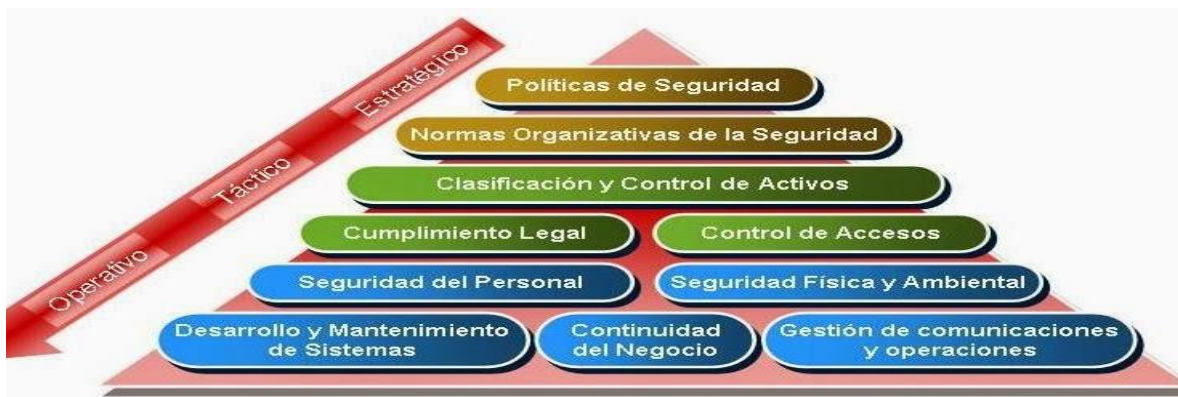 Estratégico
Táctico
Operativo
Políticas de Seguridad
Normas Organizativas de la Seguridad
Clasificación y Control de Activos
Cumplimiento Legal
Control de Accesos
Seguridad del Personal
Seguridad Física y Ambiental
Desarrollo y Mantenimiento
de Sistemas
Continuidad
del Negocio
Gestión de comunicaciones
y operaciones